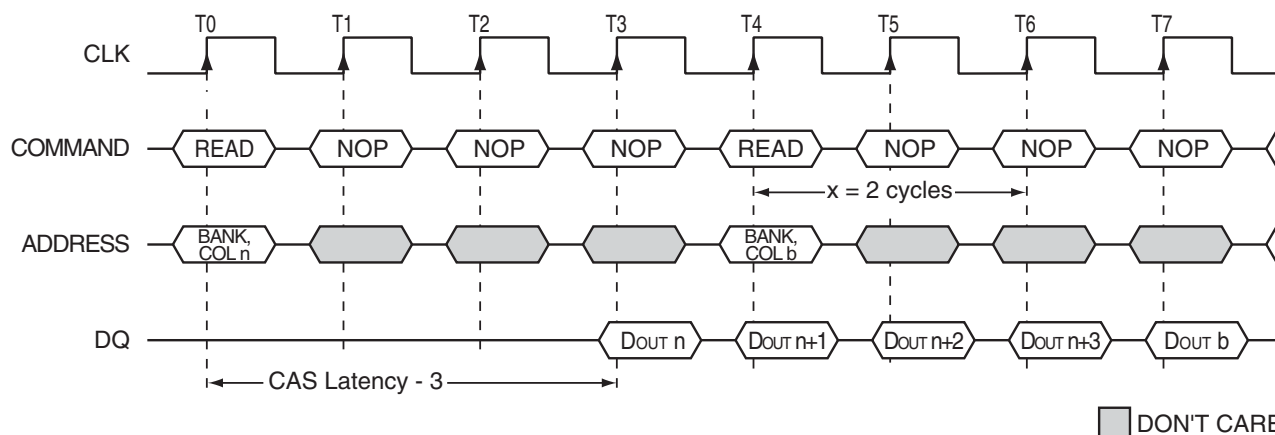 T0 T1 T2 T3 T4 T5 T6 T7
CLK
COMMAND READ NOP NOP NOP READ NOP NOP NOP
x = 2 cycles
ADDRESS BANK, COL n BANK, COL b
DQ DOUT n DOUT n+1 DOUT n+2 DOUT n+3 DOUT b
CAS Latency - 3
DON'T CARE